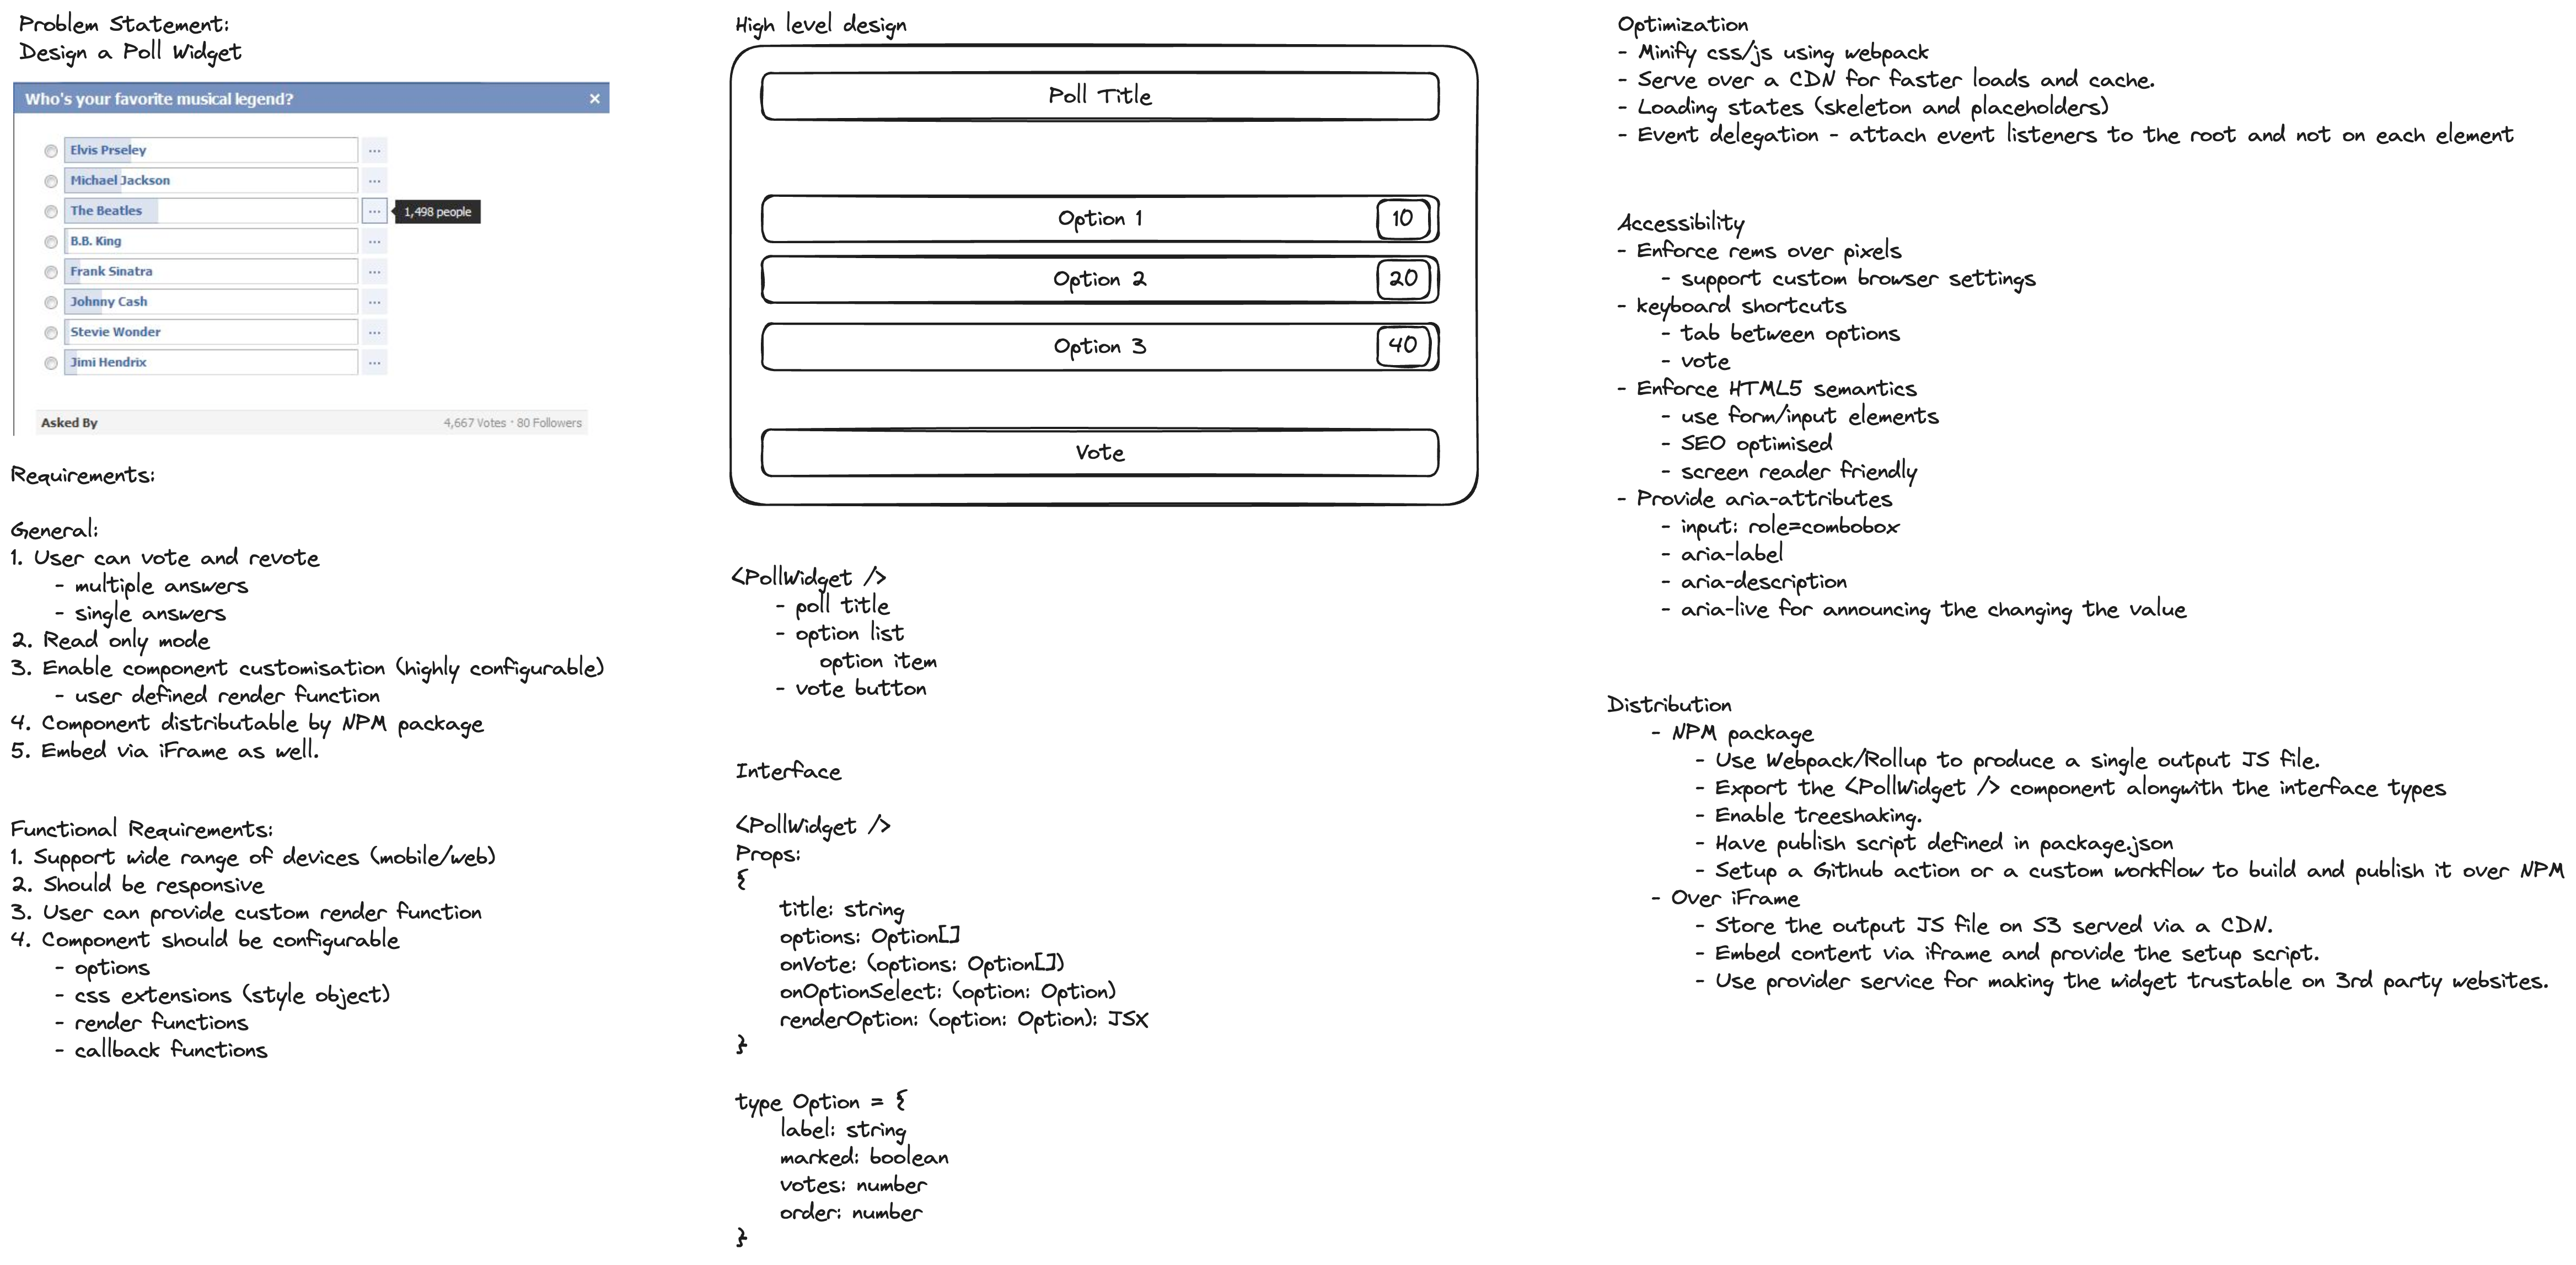 Problem Statement:
Design a Poll Widget
Who's your favorite musical legend? ×
Elvis Prseley ...
Michael Jackson ...
The Beatles ... 1,498 people
B.B. King ...
Frank Sinatra ...
Johnny Cash ...
Stevie Wonder ...
Jimi Hendrix ...
Asked By 4,667 Votes · 80 Followers
Requirements:
General:
1. User can vote and revote
- multiple answers
- single answers
2. Read only mode
3. Enable component customisation (highly configurable)
- user defined render function
4. Component distributable by NPM package
5. Embed via iFrame as well.
Functional Requirements:
1. Support wide range of devices (mobile/web)
2. Should be responsive
3. User can provide custom render function
4. Component should be configurable
- options
- css extensions (style object)
- render functions
- callback functions
High level design
Poll Title
Option 1 10
Option 2 20
Option 3 40
Vote
<PollWidget />
- poll title
- option list
option item
- vote button
Interface
<PollWidget />
Props:
{
title: string
options: Option[]
onVote: (options: Option[])
onOptionSelect: (option: Option)
renderOption: (option: Option): JSX
}
type Option = {
label: string
marked: boolean
votes: number
order: number
}
Optimization
- Minify css/js using webpack
- Serve over a CDN for faster loads and cache.
- Loading states (skeleton and placeholders)
- Event delegation - attach event listeners to the root and not on each element
Accessibility
- Enforce rems over pixels
- support custom browser settings
- keyboard shortcuts
- tab between options
- vote
- Enforce HTML5 semantics
- use form/input elements
- SEO optimised
- screen reader friendly
- Provide aria-attributes
- input: role=combobox
- aria-label
- aria-description
- aria-live for announcing the changing the value
Distribution
- NPM package
- Use Webpack/Rollup to produce a single output JS file.
- Export the <PollWidget /> component alongwith the interface types
- Enable treeshaking.
- Have publish script defined in package.json
- Setup a Github action or a custom workflow to build and publish it over NPM
- Over iFrame
- Store the output JS file on S3 served via a CDN.
- Embed content via iframe and provide the setup script.
- Use provider service for making the widget trustable on 3rd party websites.